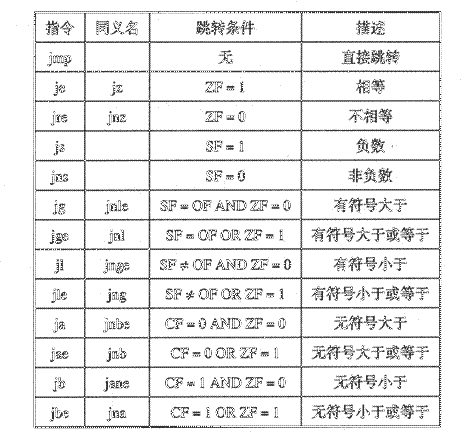 指令 同义名 跳转条件 描述
jmp 无 直接跳转
je jz ZF = 1 相等
jne jnz ZF = 0 不相等
js SF = 1 负数
jns SF = 0 非负数
jg jnle SF = OF AND ZF = 0 有符号大于
jge jnl SF = OF OR ZF = 1 有符号大于或等于
jl jnge SF ≠ OF AND ZF = 0 有符号小于
jle jng SF ≠ OF OR ZF = 1 有符号小于或等于
ja jnbe CF = 0 AND ZF = 0 无符号大于
jae jnb CF = 0 OR ZF = 1 无符号大于或等于
jb jnae CF = 1 AND ZF = 0 无符号小于
jbe jna CF = 1 OR ZF = 1 无符号小于或等于